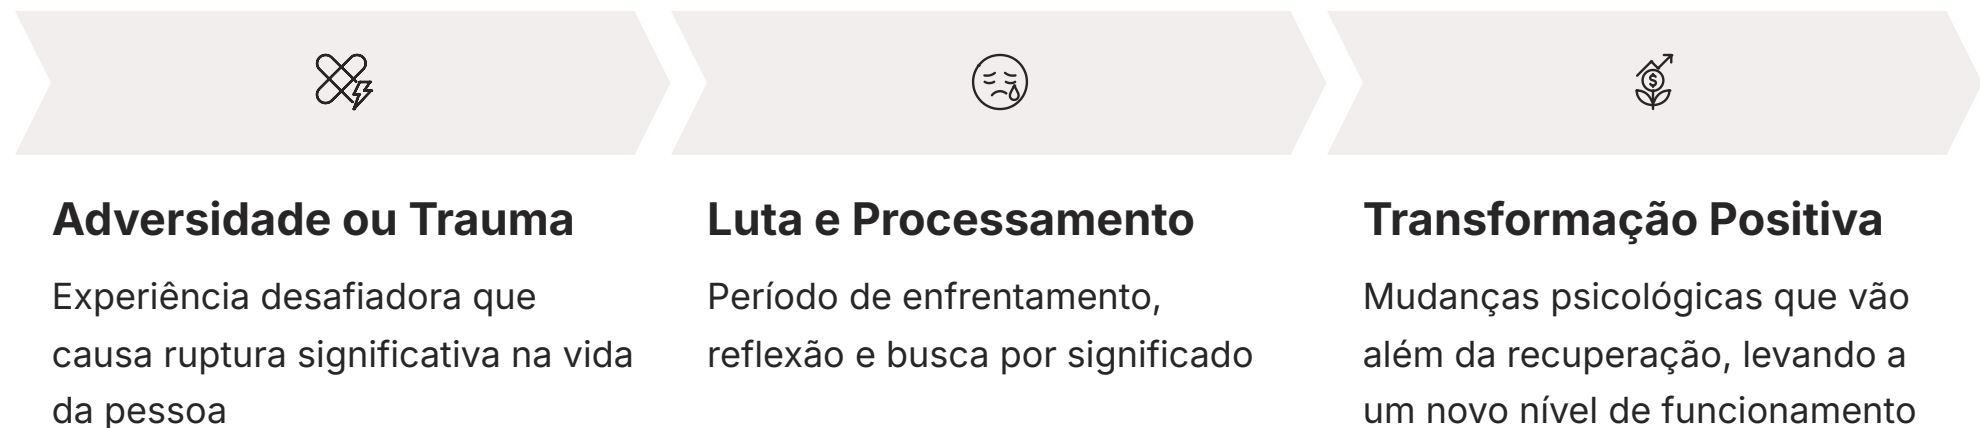 Adversidade ou Trauma
Experiência desafiadora que
causa ruptura significativa na vida
da pessoa
Luta e Processamento
Período de enfrentamento,
reflexão e busca por significado
Transformação Positiva
Mudanças psicológicas que vão
além da recuperação, levando a
um novo nível de funcionamento